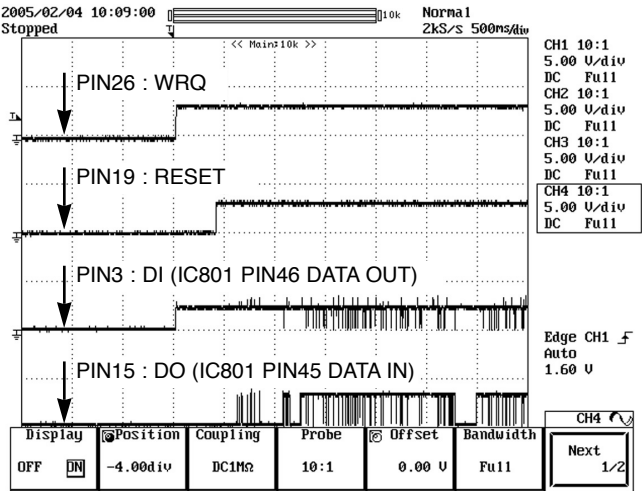 2005/02/04 10:09:00 10k Normal
Stopped 2kS/s 500ms/div
<< Main:10k >>
CH1 10:1
5.00 V/div
DC Full
CH2 10:1
5.00 V/div
DC Full
CH3 10:1
5.00 V/div
DC Full
CH4 10:1
5.00 V/div
DC Full
PIN26 : WRQ
PIN19 : RESET
PIN3 : DI (IC801 PIN46 DATA OUT)
PIN15 : DO (IC801 PIN45 DATA IN)
Edge CH1
Auto
1.60 V
CH4
Display Position Coupling Probe Offset Bandwidth
OFF ON -4.00div DC1MΩ 10:1 0.00 V Full
Next
1/2